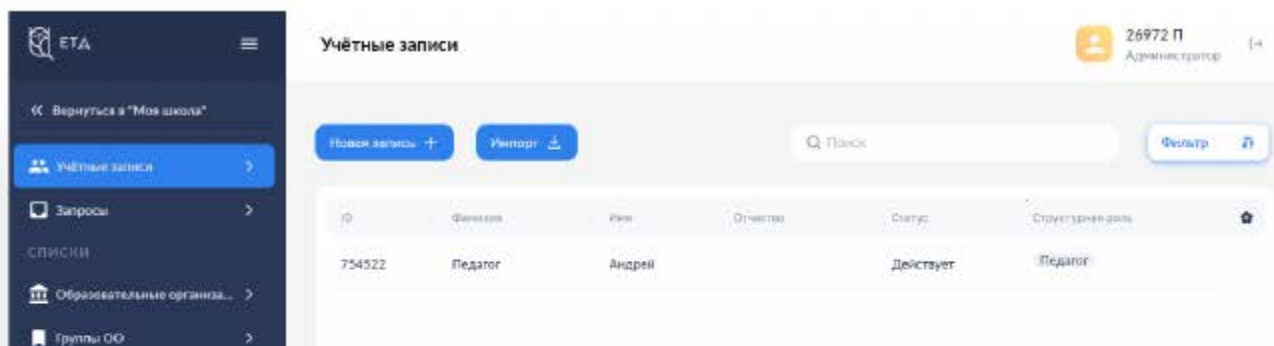 ЕТД
Учётные записи
26972 П
Администратор
Вернуться в "Моя школа"
Новая запись +
Импорт
Поиск
Фильтр
Учётные записи
Запросы
ID Фамилия Имя Отчество Статус Структурная роль
СПИСКИ
754522 Педагог Андрей Действует Педагог
Образовательные организа...
Группы ОО